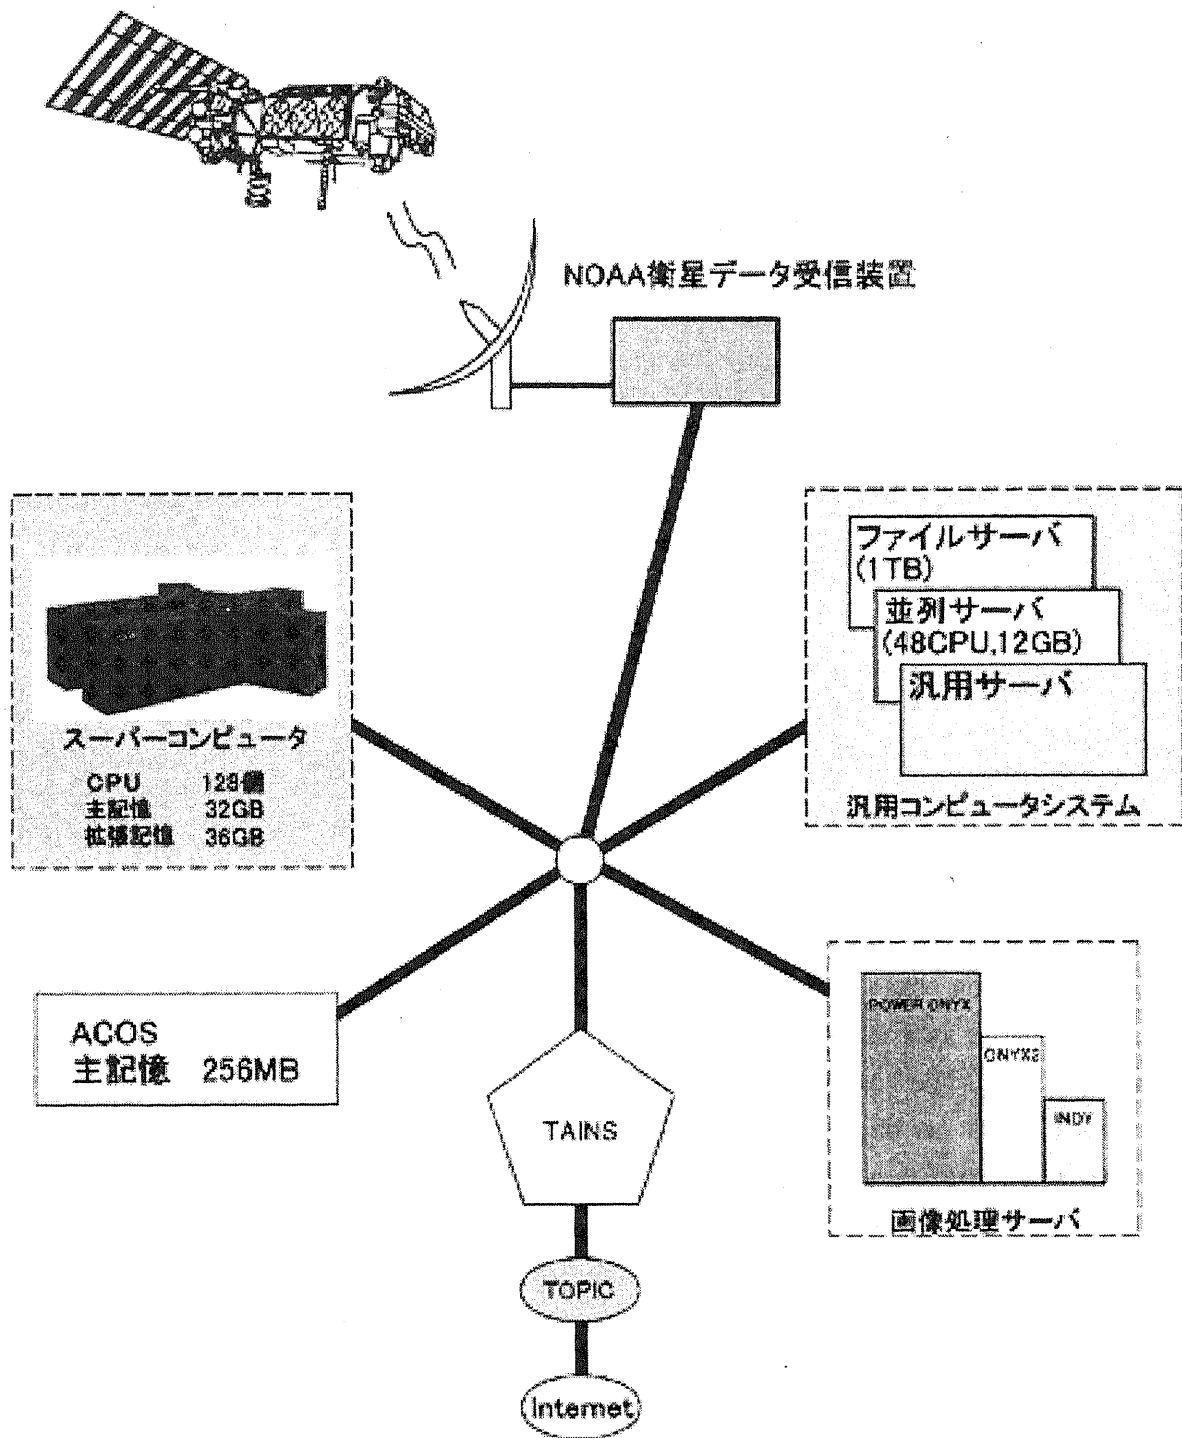 NOAA衛星データ受信装置
ファイルサーバ
(1TB)
並列サーバ
(48CPU,12GB)
汎用サーバ
汎用コンピュータシステム
スーパーコンピュータ
CPU 128個
主記憶 32GB
拡張記憶 36GB
ACOS
主記憶 256MB
TAINS
POWER ONYX
ONYX2
INDY
画像処理サーバ
TOPIC
Internet